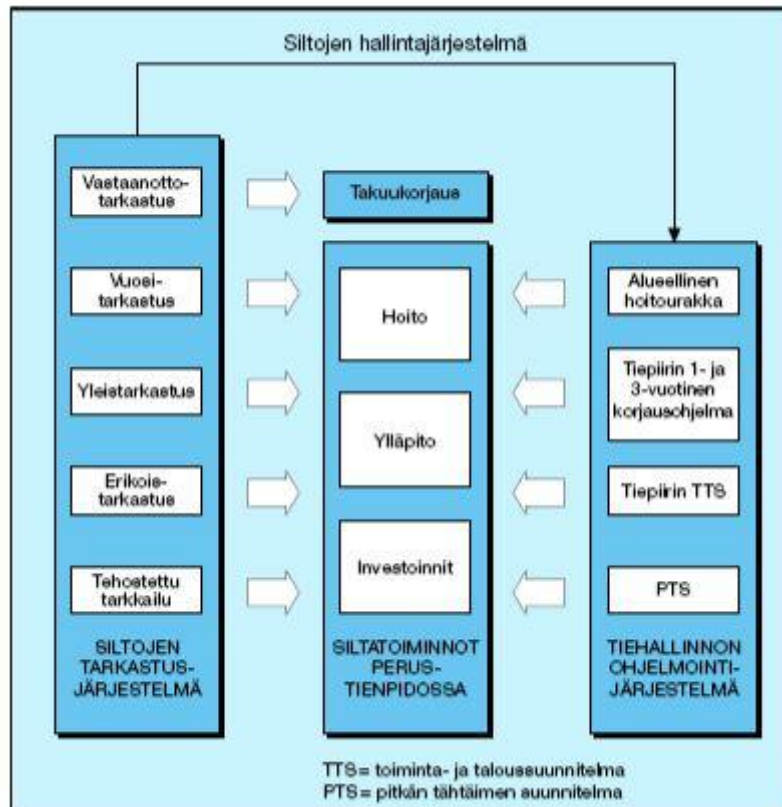 Siltojen hallintajärjestelmä
Vastaanotto-
tarkastus
Vuosi-
tarkastus
Yleistarkastus
Erikois-
tarkastus
Tehostettu
tarkkailu
SILTOJEN
TARKASTUS-
JÄRJESTELMÄ
Takuukorjaus
Hoito
Ylläpito
Investoinnit
SILTATOIMINNOT
PERUS-
TIENPIDOSSA
Alueellinen
hoitourakka
Tiepiirin 1- ja
3-vuotinen
korjausohjelma
Tiepiirin TTS
PTS
TIEHALLINNON
OHJELMOINTI-
JÄRJESTELMÄ
TTS= toiminta- ja taloussuunnitelma
PTS= pitkän tähtäimen suunnitelma